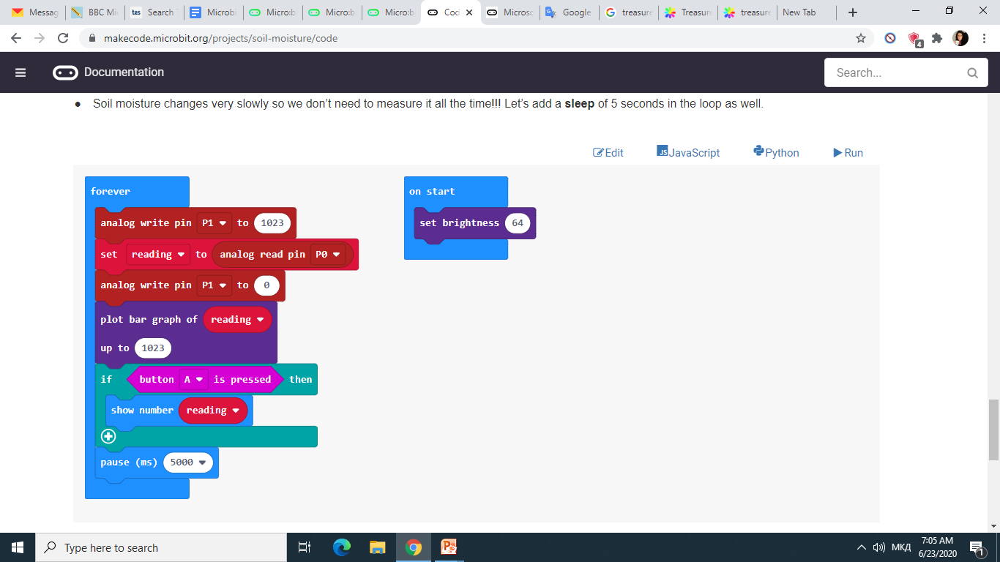 Messag
BBC Mi
tes Search
Microbi
Micro:b
Micro:b
Micro:b
Cod
Microso
Google
treasure
Treasure
treasure
New Tab
makecode.microbit.org/projects/soil-moisture/code
4
Documentation
Search...
• Soil moisture changes very slowly so we don’t need to measure it all the time!!! Let’s add a sleep of 5 seconds in the loop as well.
Edit
JS JavaScript
Python
Run
forever
analog write pin P1 to 1023
set reading to analog read pin P0
analog write pin P1 to 0
plot bar graph of reading
up to 1023
if button A is pressed then
show number reading
pause (ms) 5000
on start
set brightness 64
Type here to search
МКД
7:05 AM
6/23/2020
1